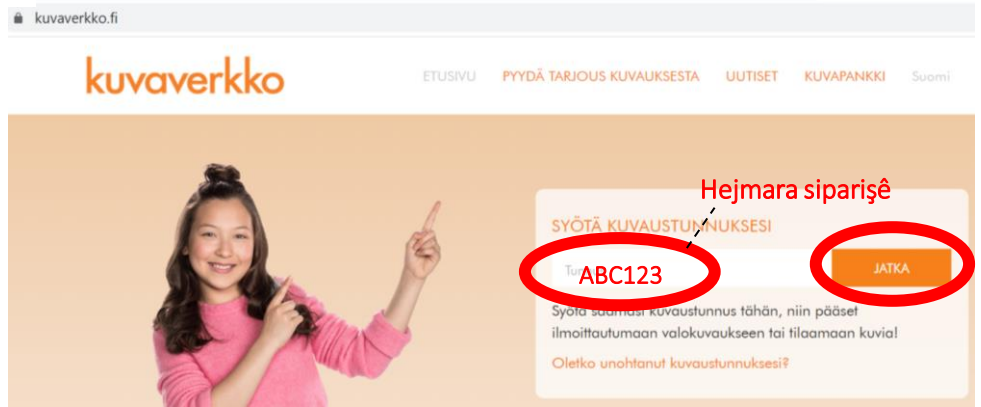 kuvaverkko.fi
kuvaverkko
ETUSIVU PYYDÄ TARJOUS KUVAUKSESTA UUTISET KUVAPANKKI Suomi
Hejmara siparişê
SYÖTÄ KUVAUSTUNNUKSESI
ABC123
JATKA
Syötä saamasi kuvaustunnus tähän, niin pääset
ilmoittautumaan valokuvaukseen tai tilaamaan kuvia!
Oletko unohtanut kuvaustunnuksesi?